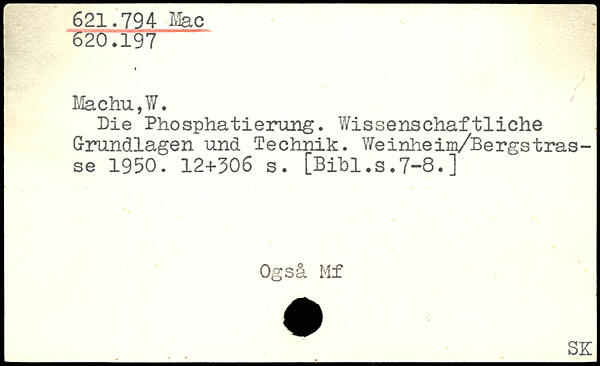 621.794 Mac
620.197
Machu,W.
Die Phosphatierung. Wissenschaftliche
Grundlagen und Technik. Weinheim/Bergstras-
se 1950. 12+306 s. [Bibl.s.7-8.]
Også Mf
SK